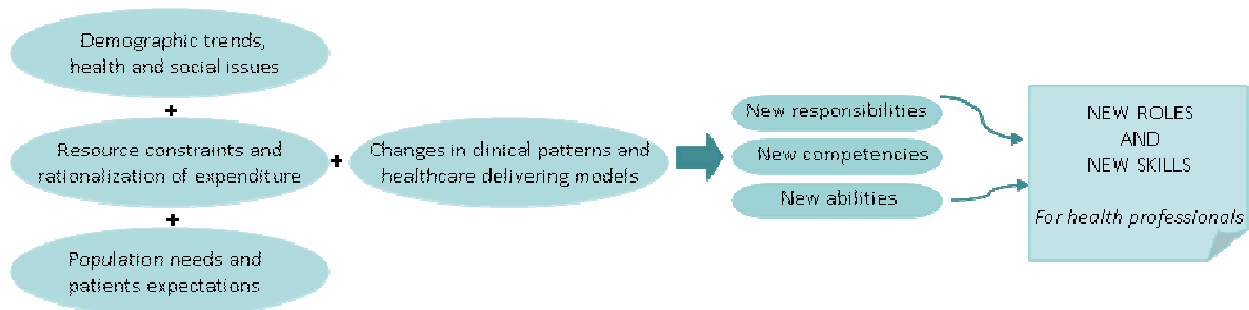 Demographic trends,
health and social issues
+
Resource constraints and
rationalization of expenditure
+
Population needs and
patients expectations
+
Changes in clinical patterns and
healthcare delivering models
New responsibilities
New competencies
New abilities
NEW ROLES
AND
NEW SKILLS
For health professionals